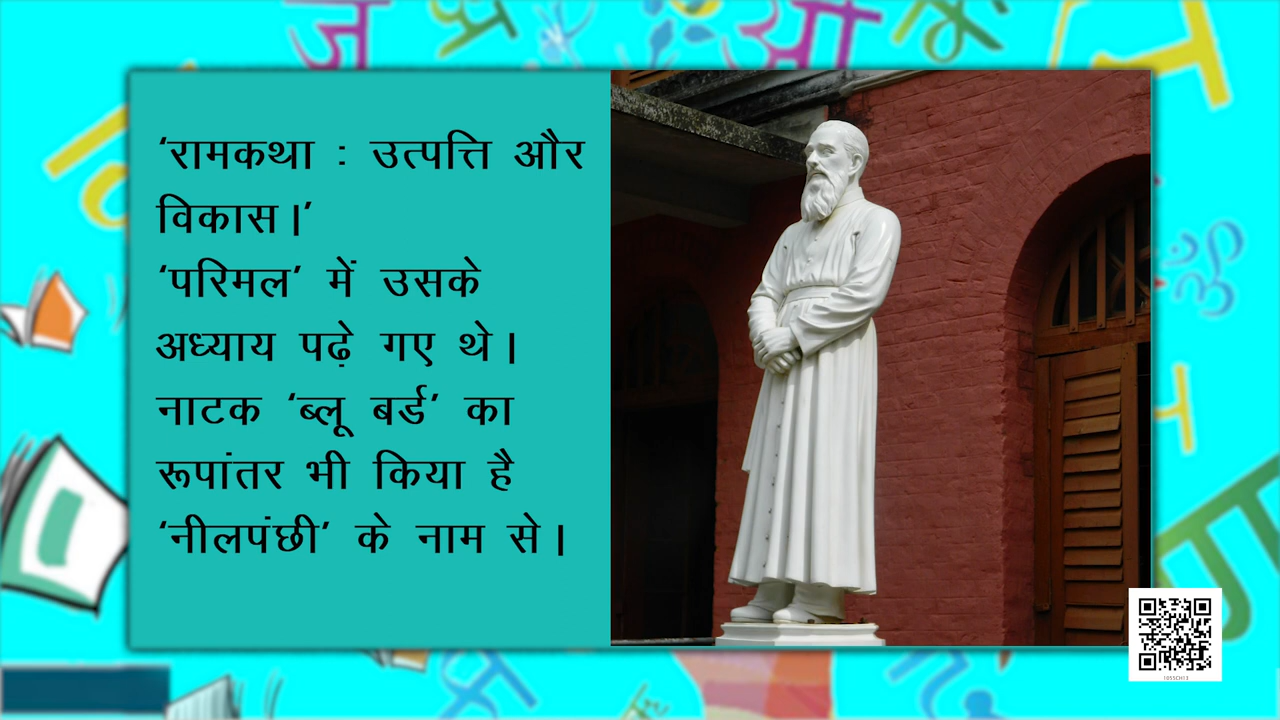 ‘रामकथा : उत्पत्ति और
विकास।’
‘परिमल’ में उसके
अध्याय पढ़े गए थे।
नाटक ‘ब्लू बर्ड’ का
रूपांतर भी किया है
‘नीलपंछी’ के नाम से।